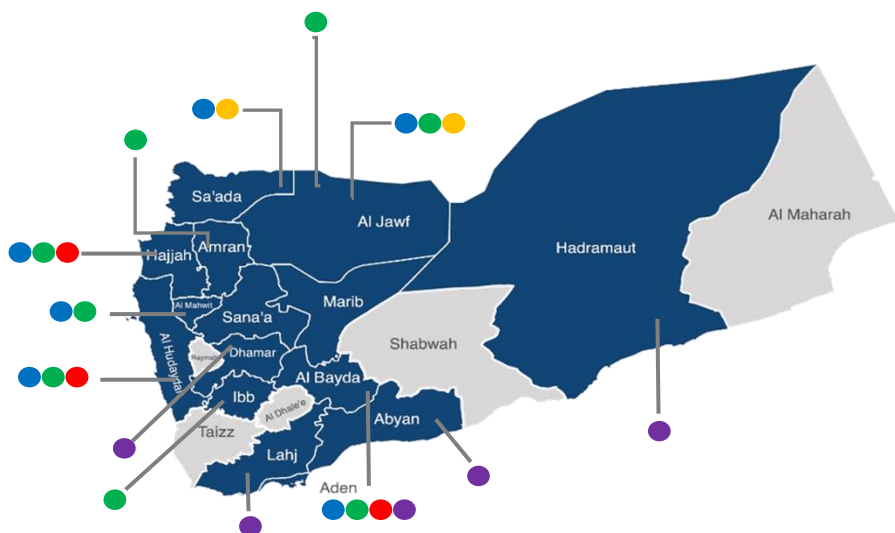 Sa'ada
Al Jawf
Al Maharah
Hajjah
Amran
Hadramaut
Al Mahwit
Marib
Sana'a
Al Hudaydah
Raymah
Dhamar
Shabwah
Al Bayda
Ibb
Al Dhale'e
Abyan
Taizz
Lahj
Aden